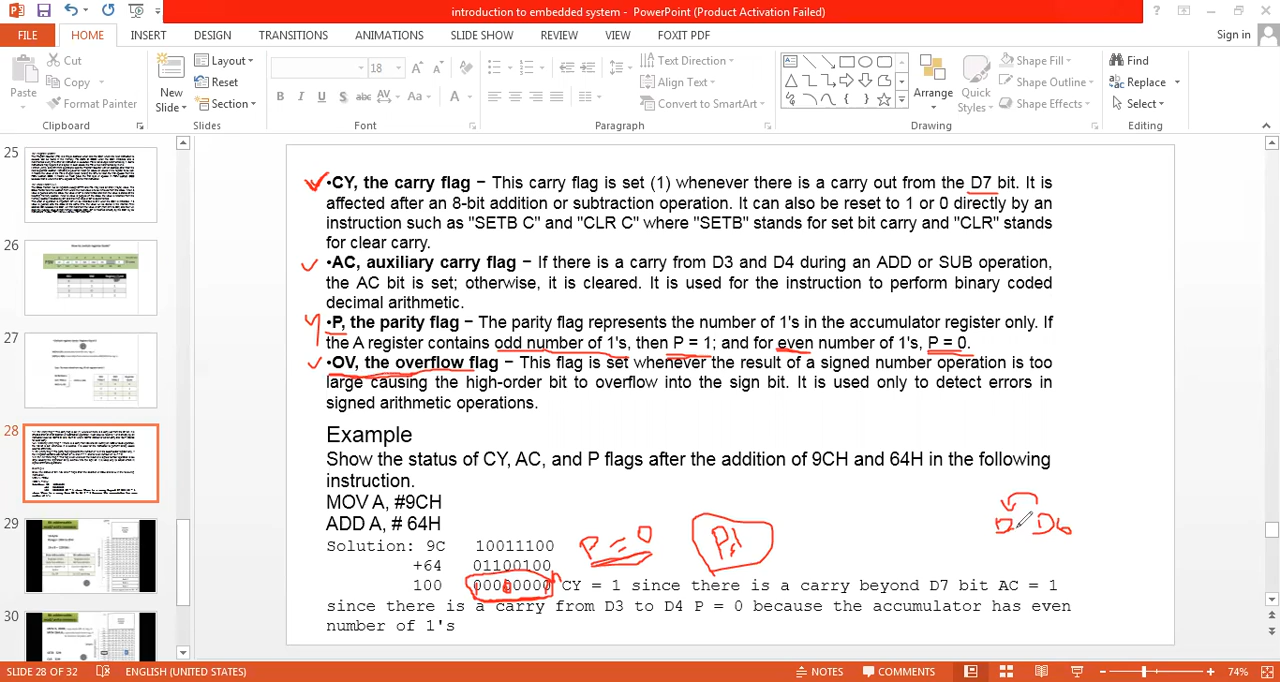 introduction to embedded system - PowerPoint (Product Activation Failed)
FILE HOME INSERT DESIGN TRANSITIONS ANIMATIONS SLIDE SHOW REVIEW VIEW FOXIT PDF Sign in
Paste
Cut
Copy
Format Painter
Clipboard
New Slide
Layout
Reset
Section
Slides
18
B I U S abc AV Aa A
Font
Text Direction
Align Text
Convert to SmartArt
Paragraph
Arrange
Quick Styles
Shape Fill
Shape Outline
Shape Effects
Drawing
Find
Replace
Select
Editing
25
26
27
28
29
30
•CY, the carry flag − This carry flag is set (1) whenever there is a carry out from the D7 bit. It is
affected after an 8-bit addition or subtraction operation. It can also be reset to 1 or 0 directly by an
instruction such as "SETB C" and "CLR C" where "SETB" stands for set bit carry and "CLR" stands
for clear carry.
•AC, auxiliary carry flag − If there is a carry from D3 and D4 during an ADD or SUB operation,
the AC bit is set; otherwise, it is cleared. It is used for the instruction to perform binary coded
decimal arithmetic.
•P, the parity flag − The parity flag represents the number of 1's in the accumulator register only. If
the A register contains odd number of 1's, then P = 1; and for even number of 1's, P = 0.
•OV, the overflow flag − This flag is set whenever the result of a signed number operation is too
large causing the high-order bit to overflow into the sign bit. It is used only to detect errors in
signed arithmetic operations.
Example
Show the status of CY, AC, and P flags after the addition of 9CH and 64H in the following
instruction.
MOV A, #9CH
ADD A, # 64H
D6
Solution: 9C 10011100
P = 0
+64 01100100
100 00000000 CY = 1 since there is a carry beyond D7 bit AC = 1
since there is a carry from D3 to D4 P = 0 because the accumulator has even
number of 1's
SLIDE 28 OF 32 ENGLISH (UNITED STATES) NOTES COMMENTS 74%